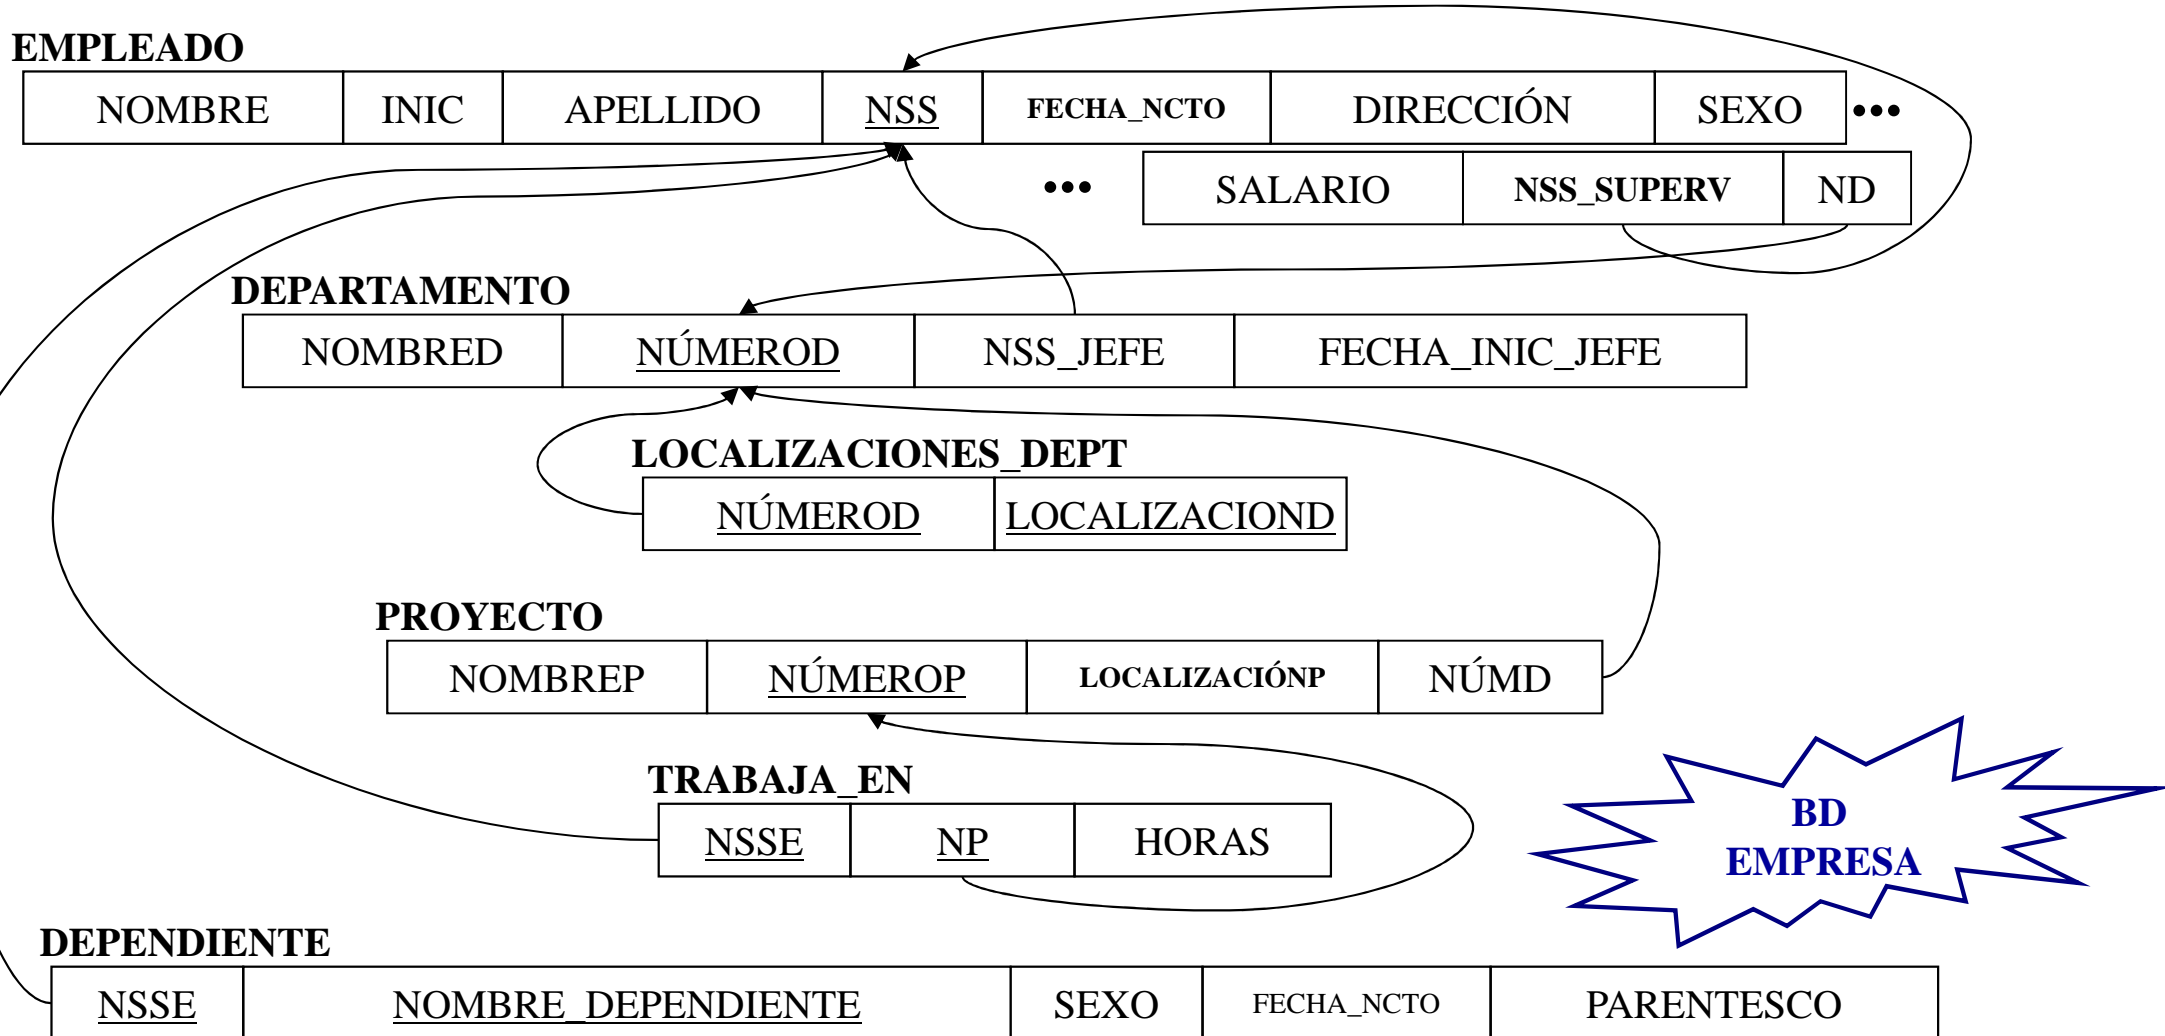 EMPLEADO
NOMBRE INIC APELLIDO NSS FECHA_NCTO DIRECCIÓN SEXO •••
••• SALARIO NSS_SUPERV ND
DEPARTAMENTO
NOMBRED NÚMEROD NSS_JEFE FECHA_INIC_JEFE
LOCALIZACIONES_DEPT
NÚMEROD LOCALIZACIOND
PROYECTO
NOMBREP NÚMEROP LOCALIZACIÓNP NÚMD
TRABAJA_EN
NSSE NP HORAS
BD
EMPRESA
DEPENDIENTE
NSSE NOMBRE_DEPENDIENTE SEXO FECHA_NCTO PARENTESCO